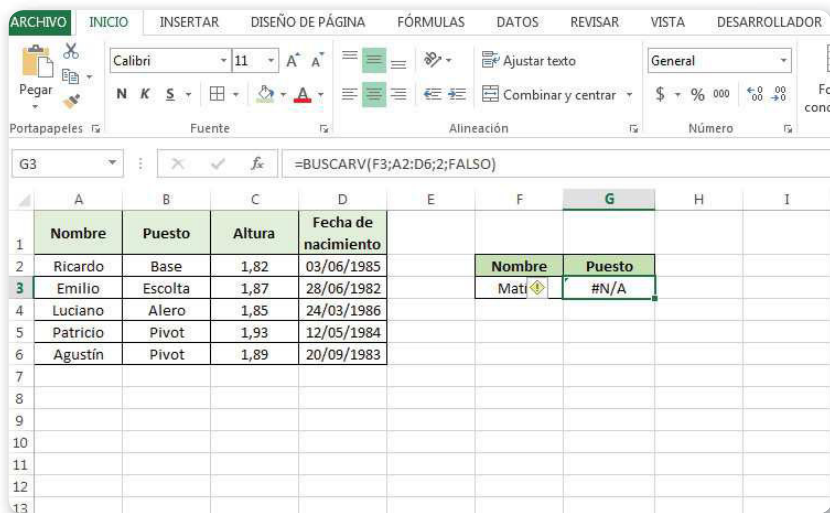 ARCHIVO INICIO INSERTAR DISEÑO DE PÁGINA FÓRMULAS DATOS REVISAR VISTA DESARROLLADOR
Calibri 11 A A Ajustar texto General
Pegar N K S A Combinar y centrar $ % 000
Portapapeles Fuente Alineación Número
G3 fx =BUSCARV(F3;A2:D6;2;FALSO)
A B C D E F G H I
1 Nombre Puesto Altura Fecha de nacimiento
2 Ricardo Base 1,82 03/06/1985 Nombre Puesto
3 Emilio Escolta 1,87 28/06/1982 Matí #N/A
4 Luciano Alero 1,85 24/03/1986
5 Patricio Pivot 1,93 12/05/1984
6 Agustín Pivot 1,89 20/09/1983
7
8
9
10
11
12
13